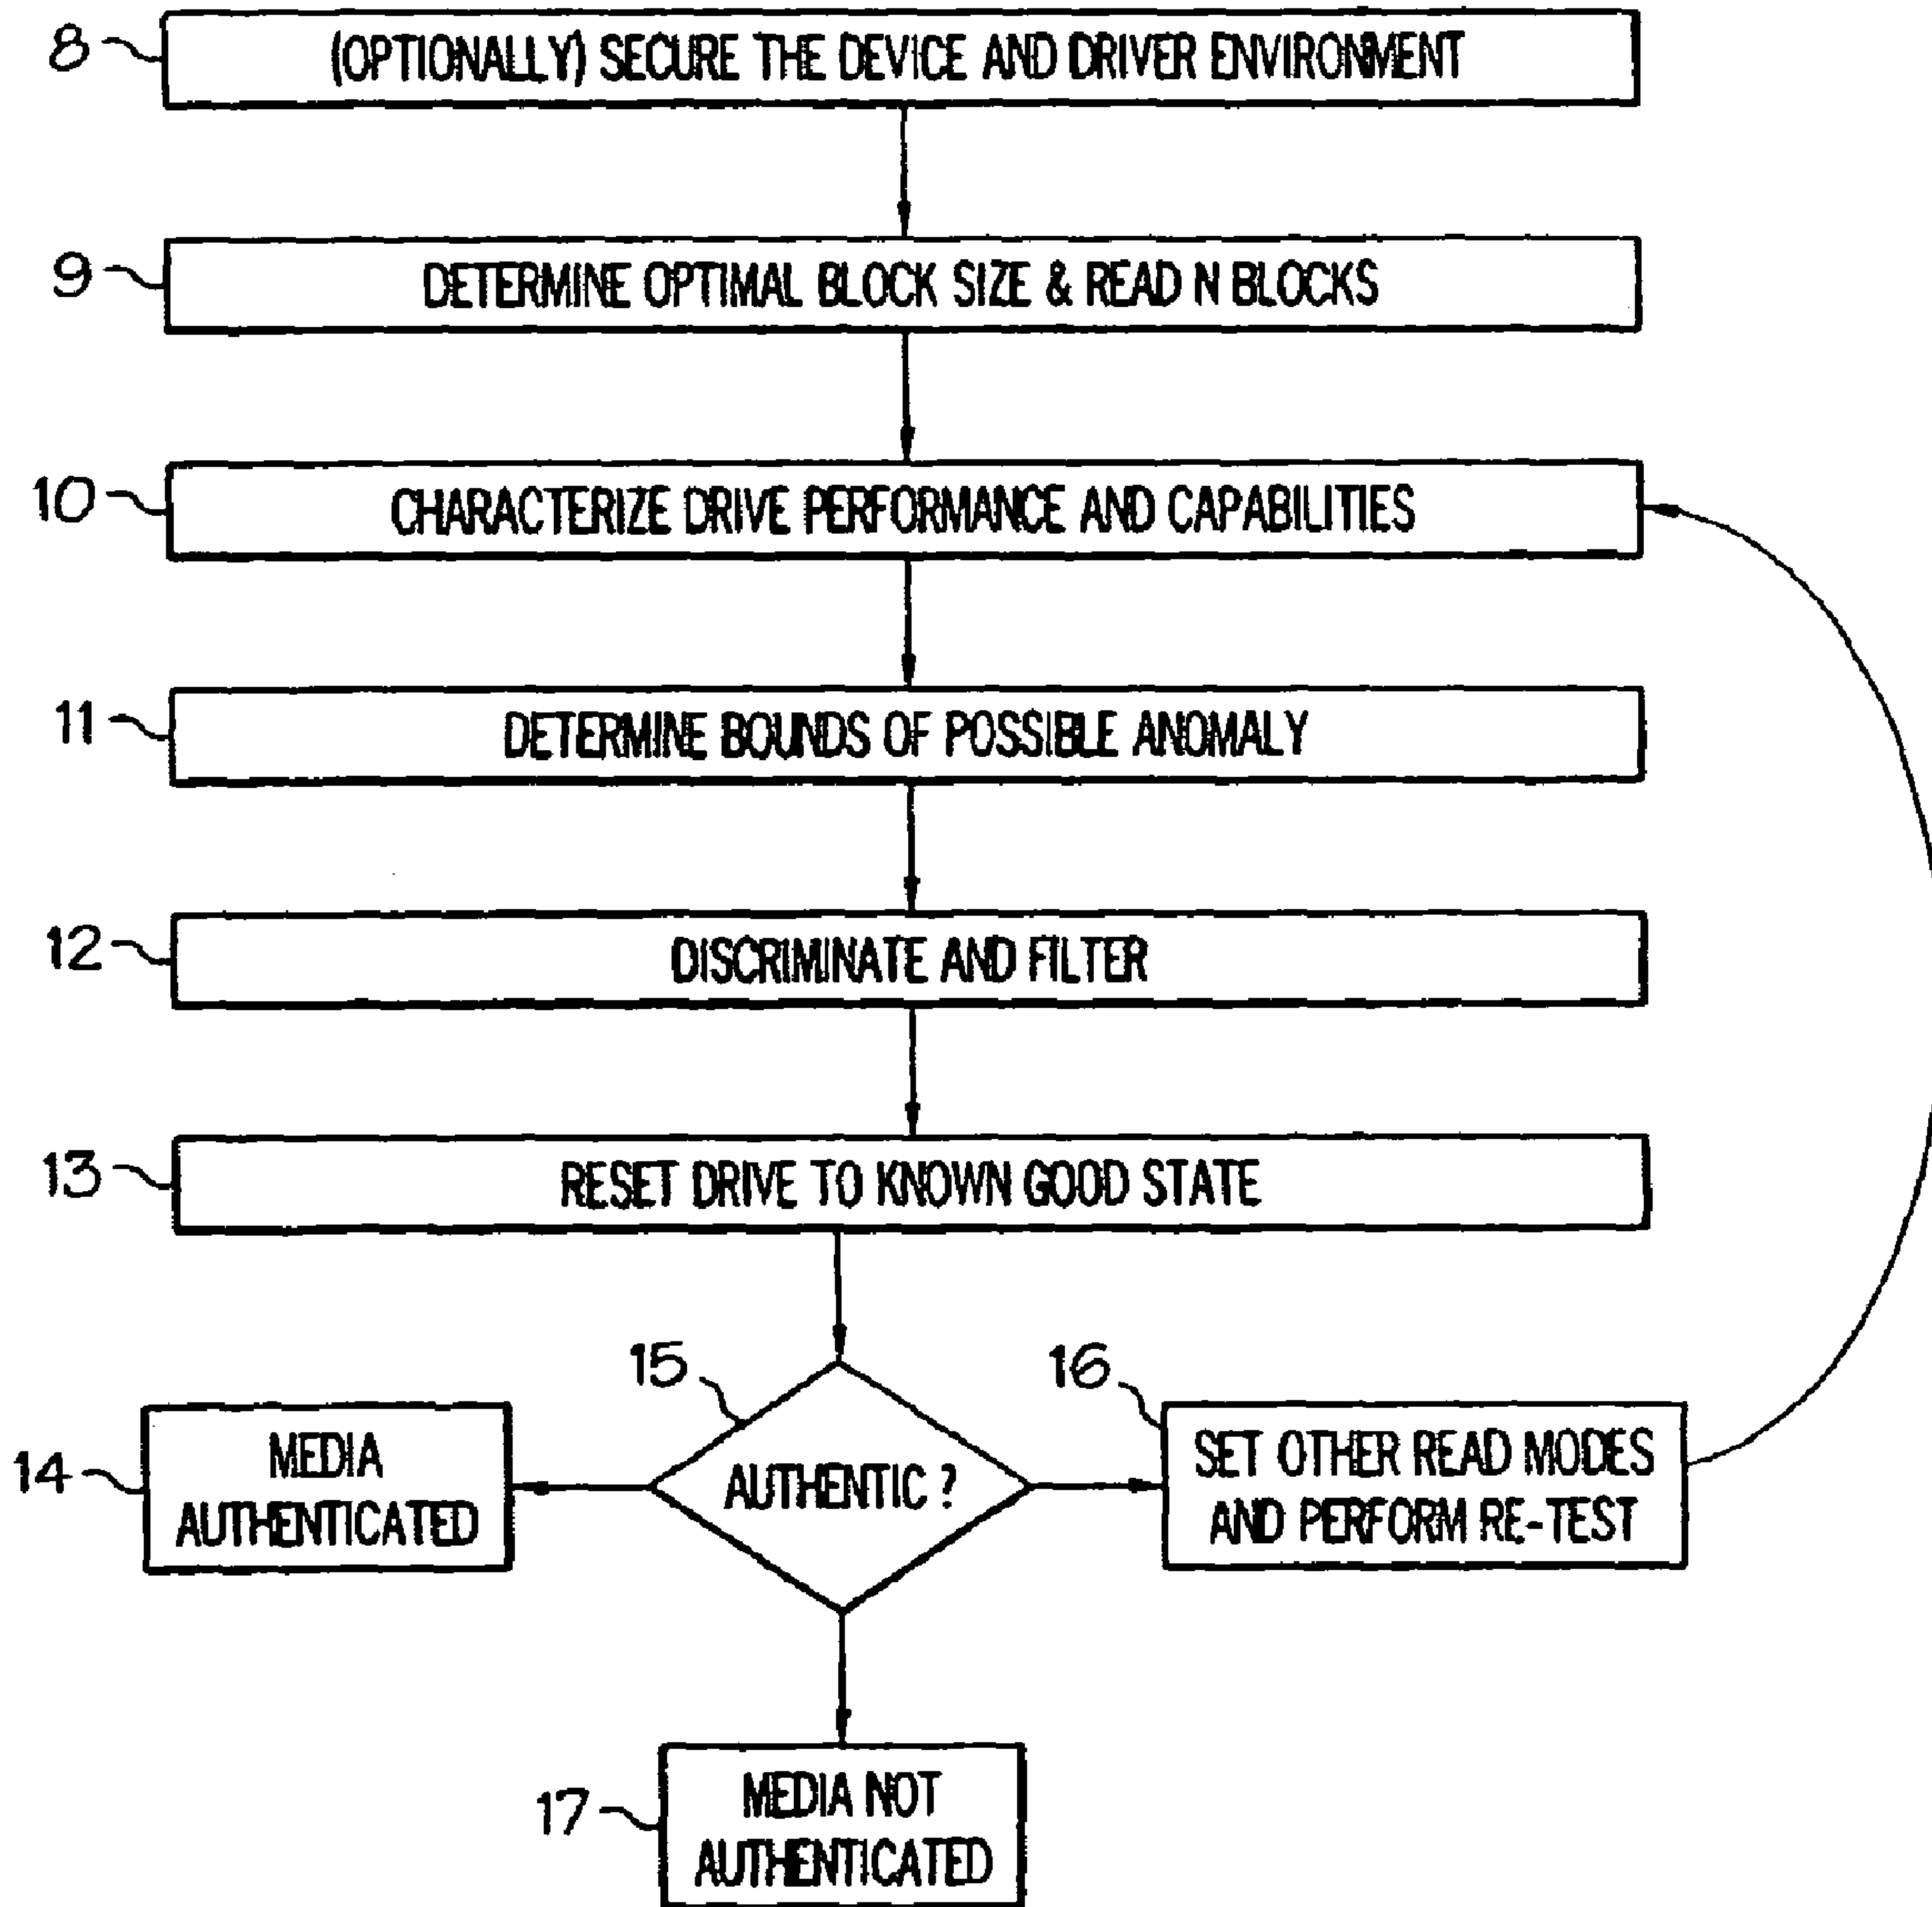 8 (OPTIONALLY) SECURE THE DEVICE AND DRIVER ENVIRONMENT
9 DETERMINE OPTIMAL BLOCK SIZE & READ N BLOCKS
10 CHARACTERIZE DRIVE PERFORMANCE AND CAPABILITIES
11 DETERMINE BOUNDS OF POSSIBLE ANOMALY
12 DISCRIMINATE AND FILTER
13 RESET DRIVE TO KNOWN GOOD STATE
14
MEDIA
AUTHENTICATED
15
AUTHENTIC ?
16
SET OTHER READ MODES
AND PERFORM RE-TEST
17
MEDIA NOT
AUTHENTICATED